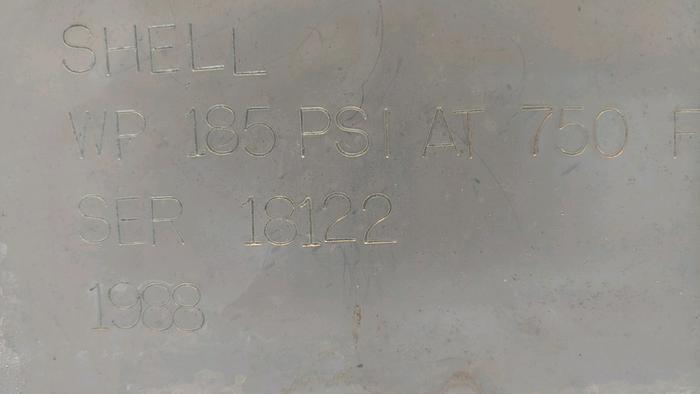 SHELL
WP 185 PSI AT 750 F
SER 18122
1988